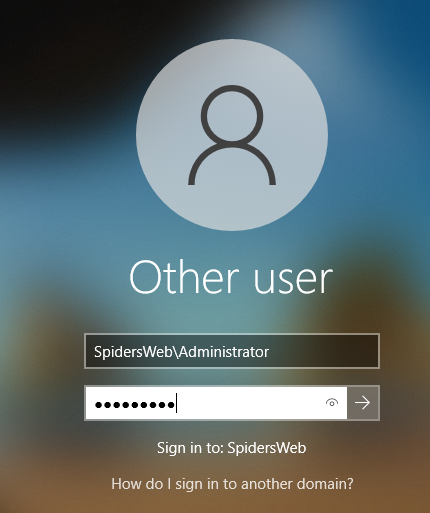 Other user
SpidersWeb\Administrator
●●●●●●●●●
Sign in to: SpidersWeb
How do I sign in to another domain?